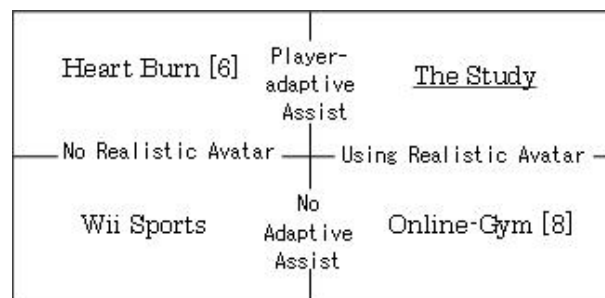 Heart Burn [6]
Player-
adaptive
Assist
The Study
No Realistic Avatar
Using Realistic Avatar
Wii Sports
No
Adaptive
Assist
Online-Gym [8]